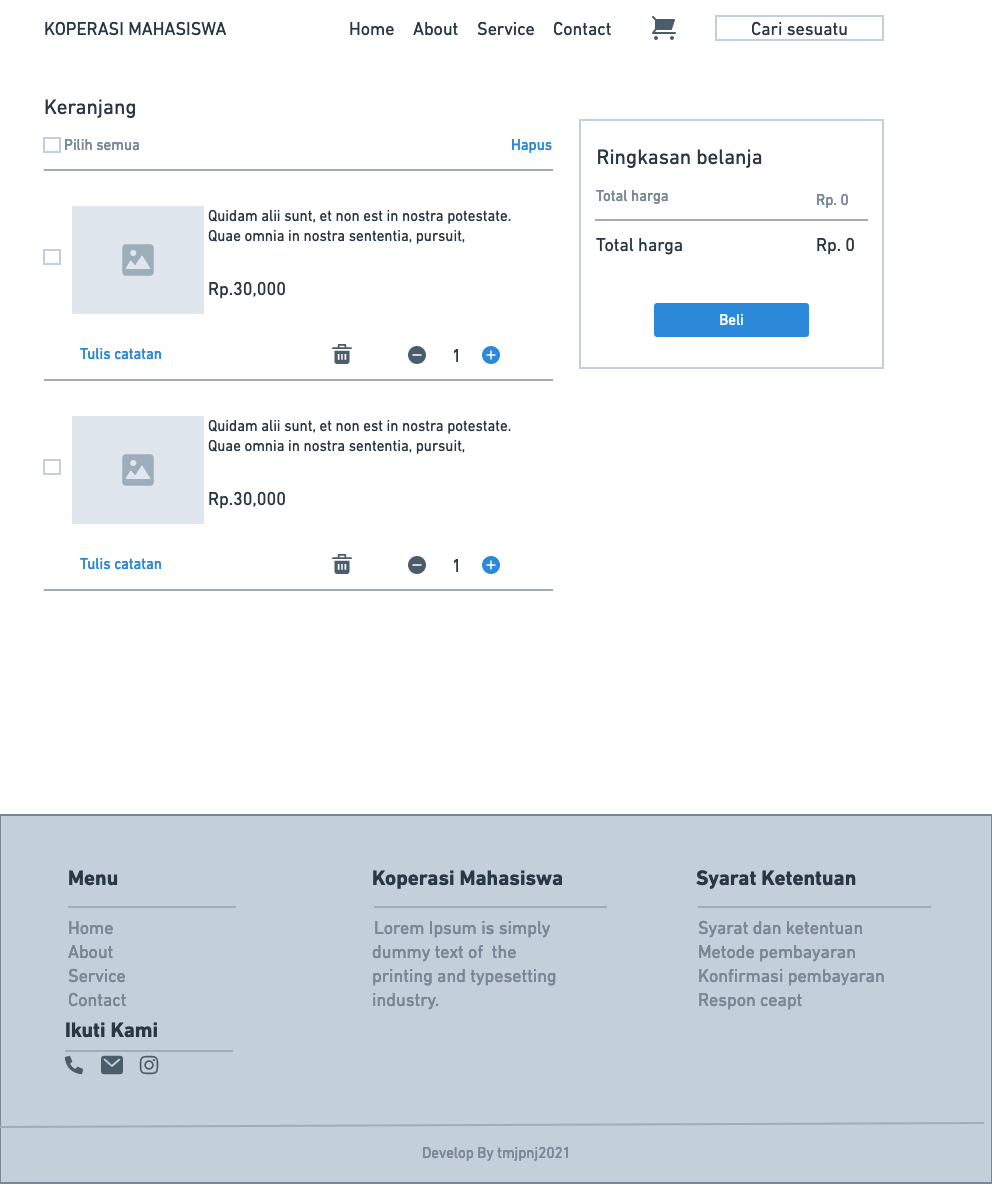 KOPERASI MAHASISWA
Home About Service Contact
Cari sesuatu
Keranjang
Pilih semua
Hapus
Quidam alii sunt, et non est in nostra potestate.
Quae omnia in nostra sententia, pursuit,
Rp.30,000
Tulis catatan
1
Quidam alii sunt, et non est in nostra potestate.
Quae omnia in nostra sententia, pursuit,
Rp.30,000
Tulis catatan
1
Ringkasan belanja
Total harga Rp. 0
Total harga Rp. 0
Beli
Menu
Home
About
Service
Contact
Ikuti Kami
Koperasi Mahasiswa
Lorem Ipsum is simply
dummy text of  the
printing and typesetting
industry.
Syarat Ketentuan
Syarat dan ketentuan
Metode pembayaran
Konfirmasi pembayaran
Respon ceapt
Develop By tmjpnj2021